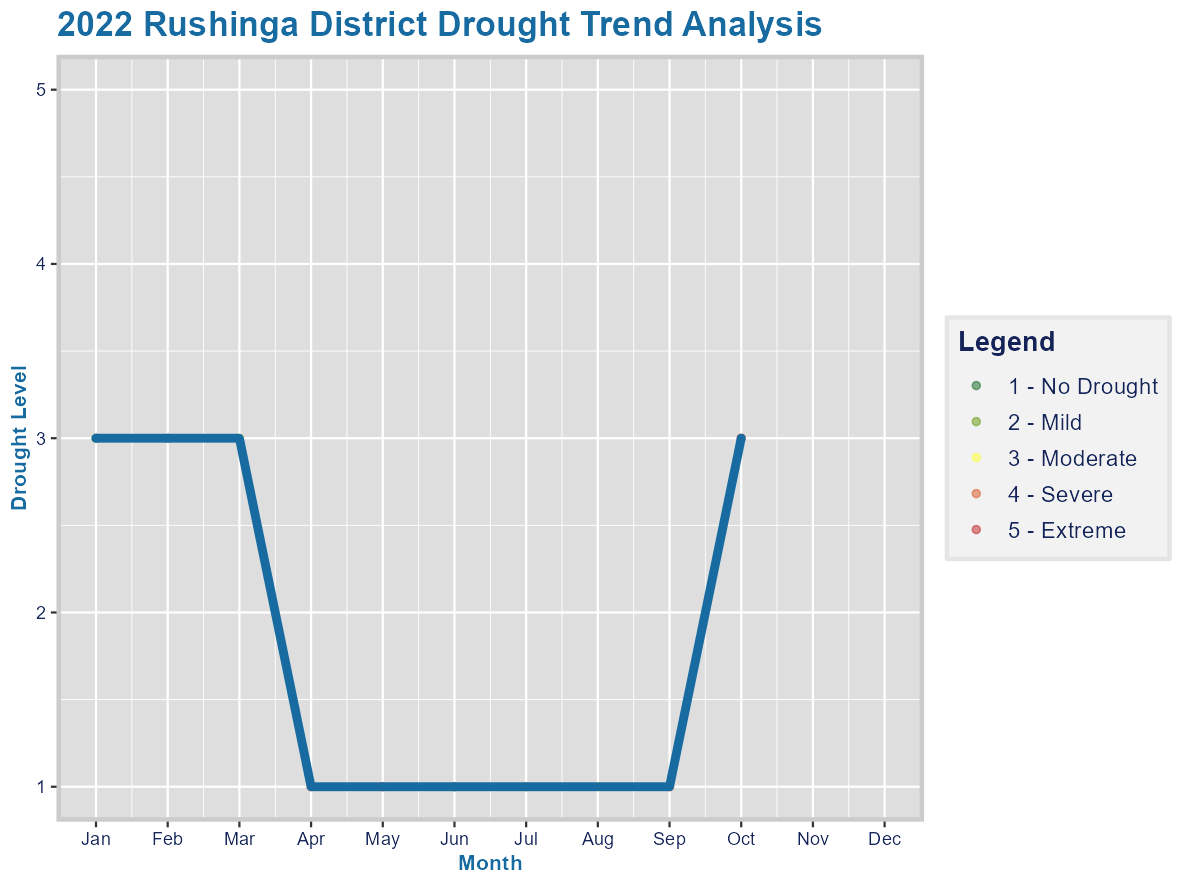 2022 Rushinga District Drought Trend Analysis
5
4
3
2
1
Drought Level
Jan Feb Mar Apr May Jun Jul Aug Sep Oct Nov Dec
Month
Legend
1 - No Drought
2 - Mild
3 - Moderate
4 - Severe
5 - Extreme